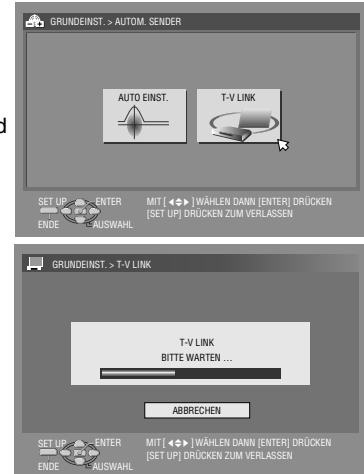 GRUNDEINST. > AUTOM. SENDER
d
AUTO EINST.
T-V LINK
SET UP
ENTER
MIT [ ◀⬍▶ ] WÄHLEN DANN [ENTER] DRÜCKEN
[SET UP] DRÜCKEN ZUM VERLASSEN
ENDE
AUSWAHL
GRUNDEINST. > T-V LINK
T-V LINK
BITTE WARTEN …
ABBRECHEN
SET UP
ENTER
MIT [ ◀⬍▶ ] WÄHLEN DANN [ENTER] DRÜCKEN
[SET UP] DRÜCKEN ZUM VERLASSEN
ENDE
AUSWAHL